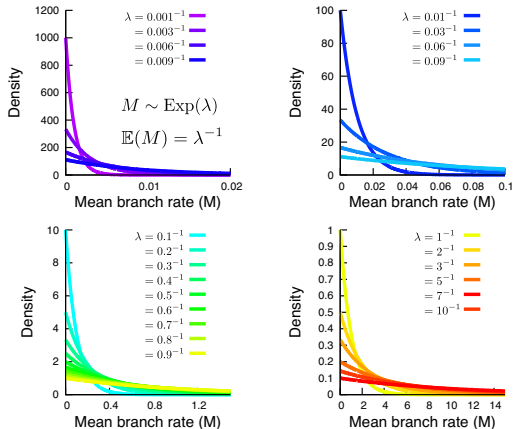 1200
1000
800
600
400
200
0
Density
λ = 0.001⁻¹
= 0.003⁻¹
= 0.006⁻¹
= 0.009⁻¹
M ∼ Exp(λ)
𝔼(M) = λ⁻¹
0 0.01 0.02
Mean branch rate (M)
100
80
60
40
20
0
Density
λ = 0.01⁻¹
= 0.03⁻¹
= 0.06⁻¹
= 0.09⁻¹
0 0.02 0.04 0.06 0.08 0.1
Mean branch rate (M)
10
8
6
4
2
0
Density
λ = 0.1⁻¹
= 0.2⁻¹
= 0.3⁻¹
= 0.4⁻¹
= 0.5⁻¹
= 0.6⁻¹
= 0.7⁻¹
= 0.8⁻¹
= 0.9⁻¹
0 0.4 0.8 1.2
Mean branch rate (M)
1
0.9
0.8
0.7
0.6
0.5
0.4
0.3
0.2
0.1
0
Density
λ = 1⁻¹
= 2⁻¹
= 3⁻¹
= 5⁻¹
= 7⁻¹
= 10⁻¹
0 2 4 6 8 10 12 14
Mean branch rate (M)